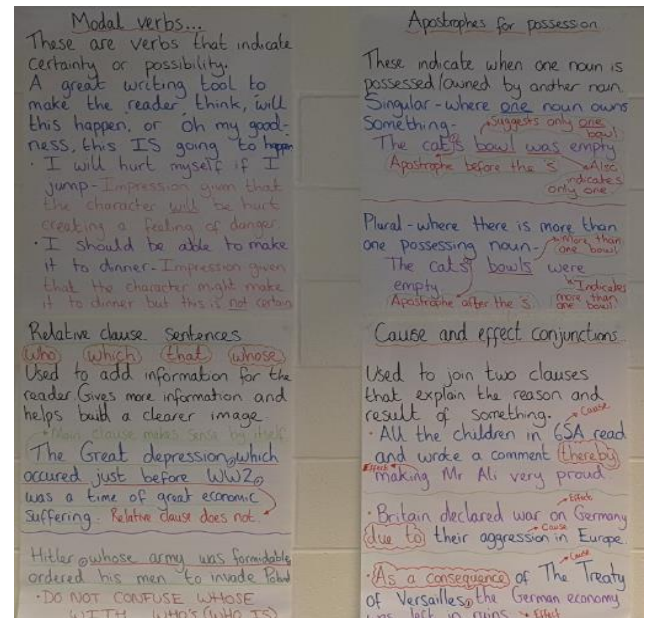 Modal verbs...
These are verbs that indicate
certainty or possibility.
A great writing tool to
make the reader think, will
this happen, or oh my good-
ness, this IS going to happen
· I will hurt myself if I
jump - Impression given that
the character will be hurt
creating a feeling of danger.
· I should be able to make
it to dinner - Impression given
that the character might make
it to dinner but this is not certain
Apostrophes for possession
These indicate when one noun is
possessed/owned by another noun.
Singular - where one noun owns
something.
Suggests only one
bowl
The cat's bowl was empty
Apostrophe before the s.
Also
indicates
only one.
Plural - where there is more than
one possessing noun -
More than
one bowl
The cats' bowls were
empty.
Apostrophe after the s.
Indicates
more than
one bowl.
Relative clause sentences
who which that whose
Used to add information for the
reader. Gives more information and
helps build a clearer image.
Main clause makes sense by itself
The Great depression, which
occured just before WW2,
was a time of great economic
suffering. Relative clause does not.
Hitler, whose army was formidable,
ordered his men to invade Poland
· DO NOT CONFUSE WHOSE
WITH WHO'S (WHO IS)
Cause and effect conjunctions
Used to join two clauses
that explain the reason and
result of something.
Cause
· All the children in 6SA read
and wrote a comment thereby
Effect
making Mr Ali very proud
Effect
· Britain declared war on Germany
Cause
due to their aggression in Europe.
Cause
· As a consequence of The Treaty
of Versailles, the German economy
was left in ruins
Effect